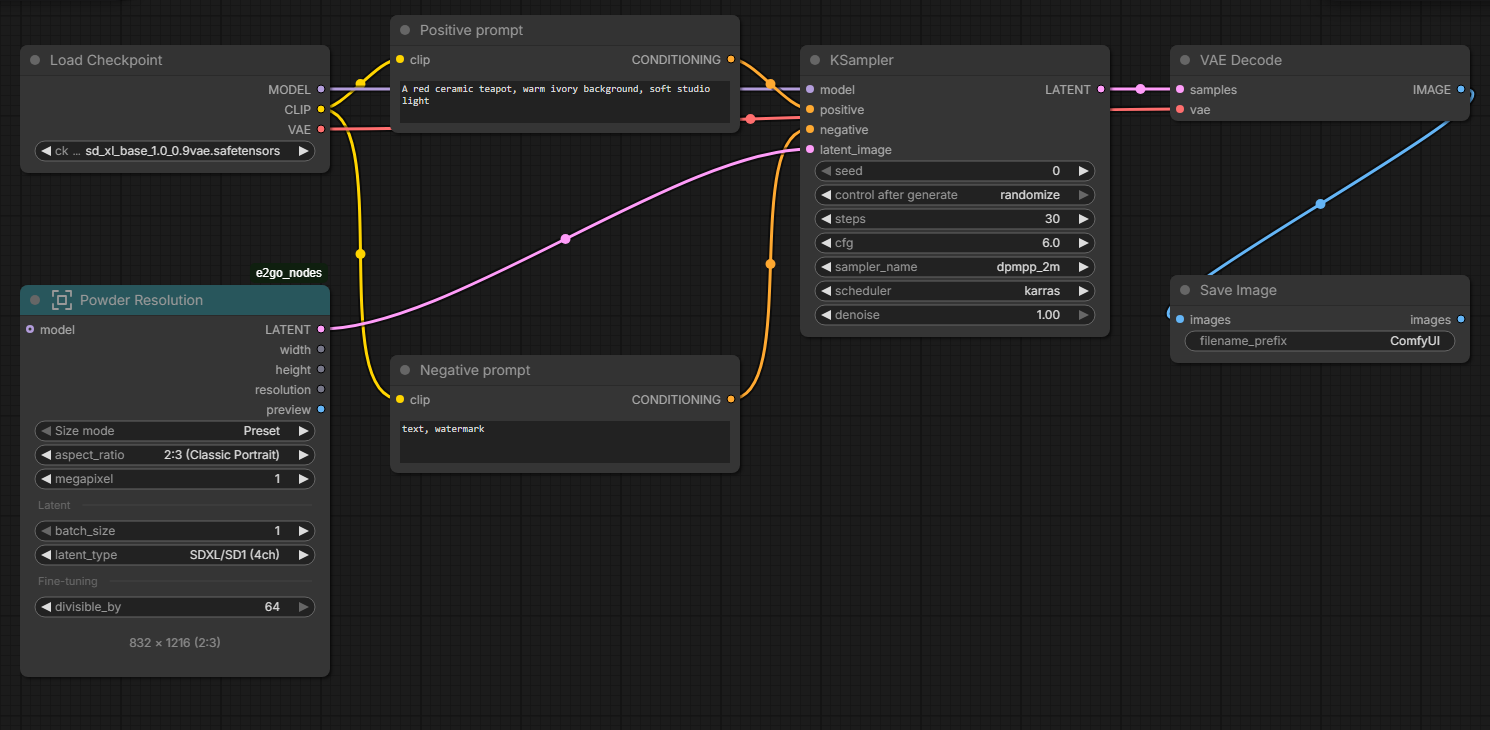 Load Checkpoint
MODEL
CLIP
VAE
ck ... sd_xl_base_1.0_0.9vae.safetensors
Positive prompt
clip CONDITIONING
A red ceramic teapot, warm ivory background, soft studio
light
KSampler
model LATENT
positive
negative
latent_image
seed 0
control after generate randomize
steps 30
cfg 6.0
sampler_name dpmpp_2m
scheduler karras
denoise 1.00
VAE Decode
samples IMAGE
vae
e2go_nodes
Powder Resolution
model LATENT
width
height
resolution
preview
Size mode Preset
aspect_ratio 2:3 (Classic Portrait)
megapixel 1
Latent
batch_size 1
latent_type SDXL/SD1 (4ch)
Fine-tuning
divisible_by 64
832 × 1216 (2:3)
Negative prompt
clip CONDITIONING
text, watermark
Save Image
images images
filename_prefix ComfyUI